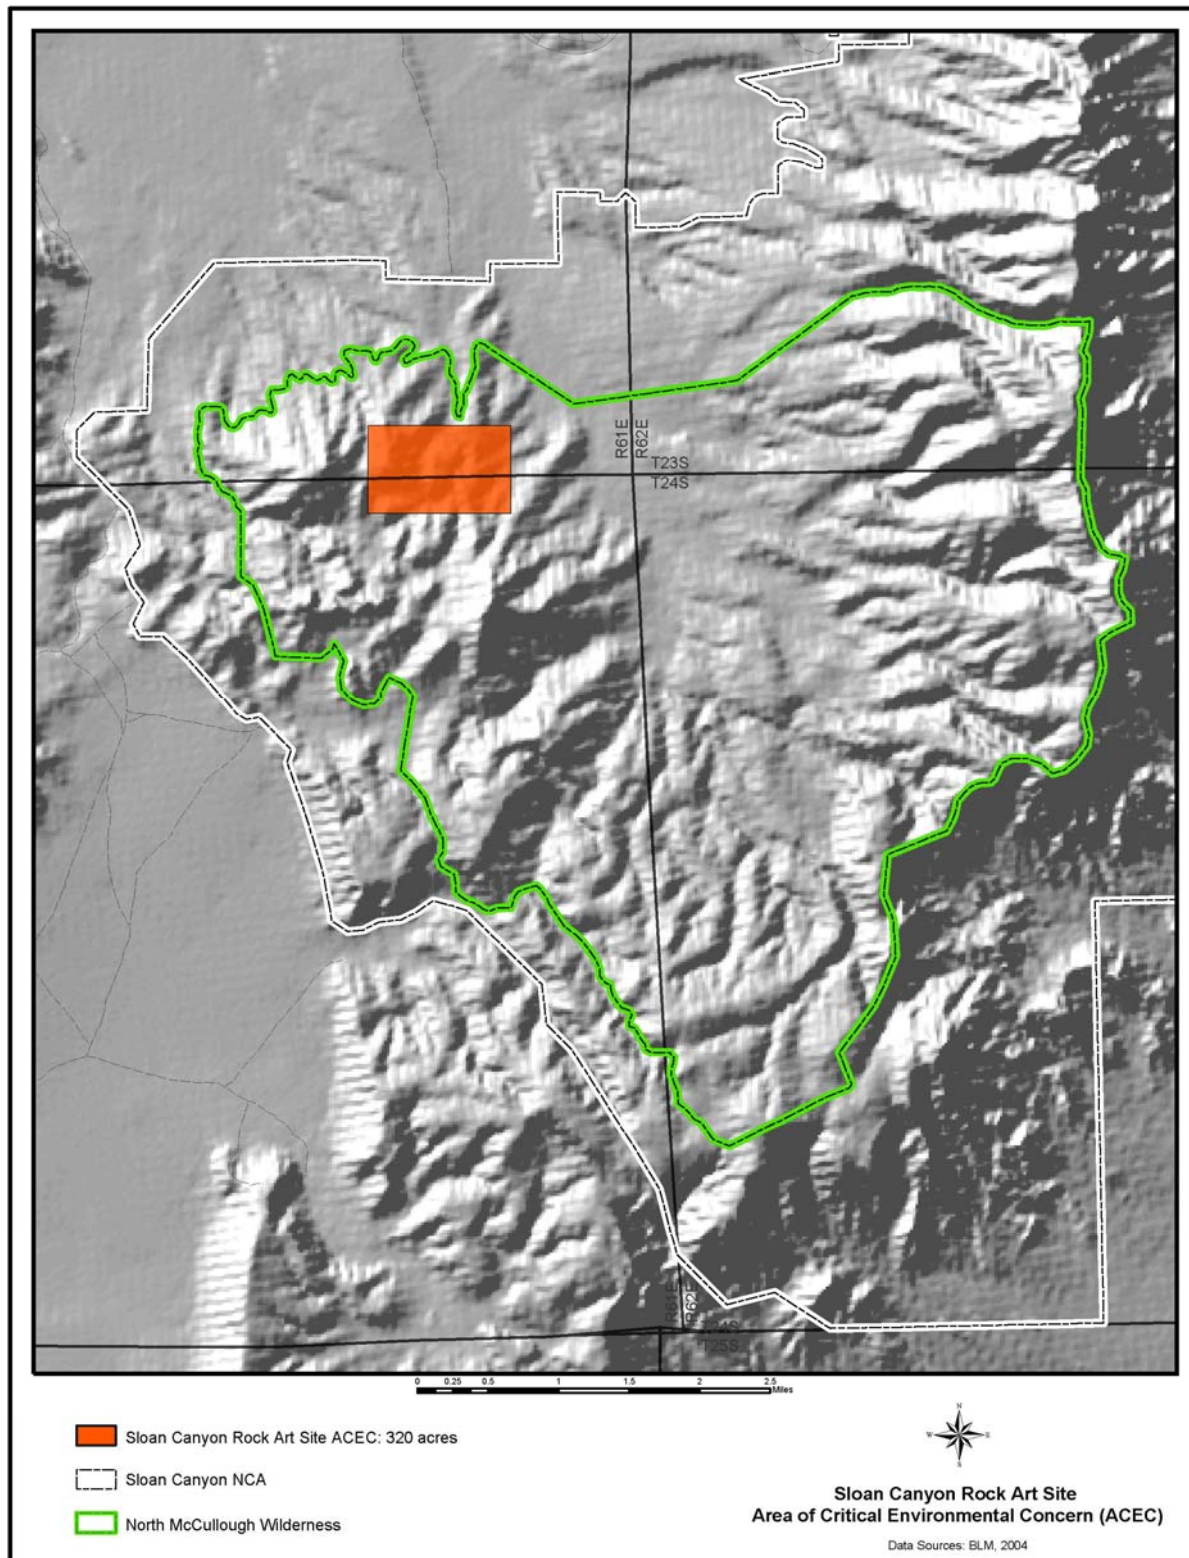 R61E
R62E
T23S
T24S
R61E
R62E
T24S
T25S
0 0.25 0.5 1 1.5 2 2.5
Miles
Sloan Canyon Rock Art Site ACEC: 320 acres
Sloan Canyon NCA
North McCullough Wilderness
N
W E
S
Sloan Canyon Rock Art Site
Area of Critical Environmental Concern (ACEC)
Data Sources: BLM, 2004